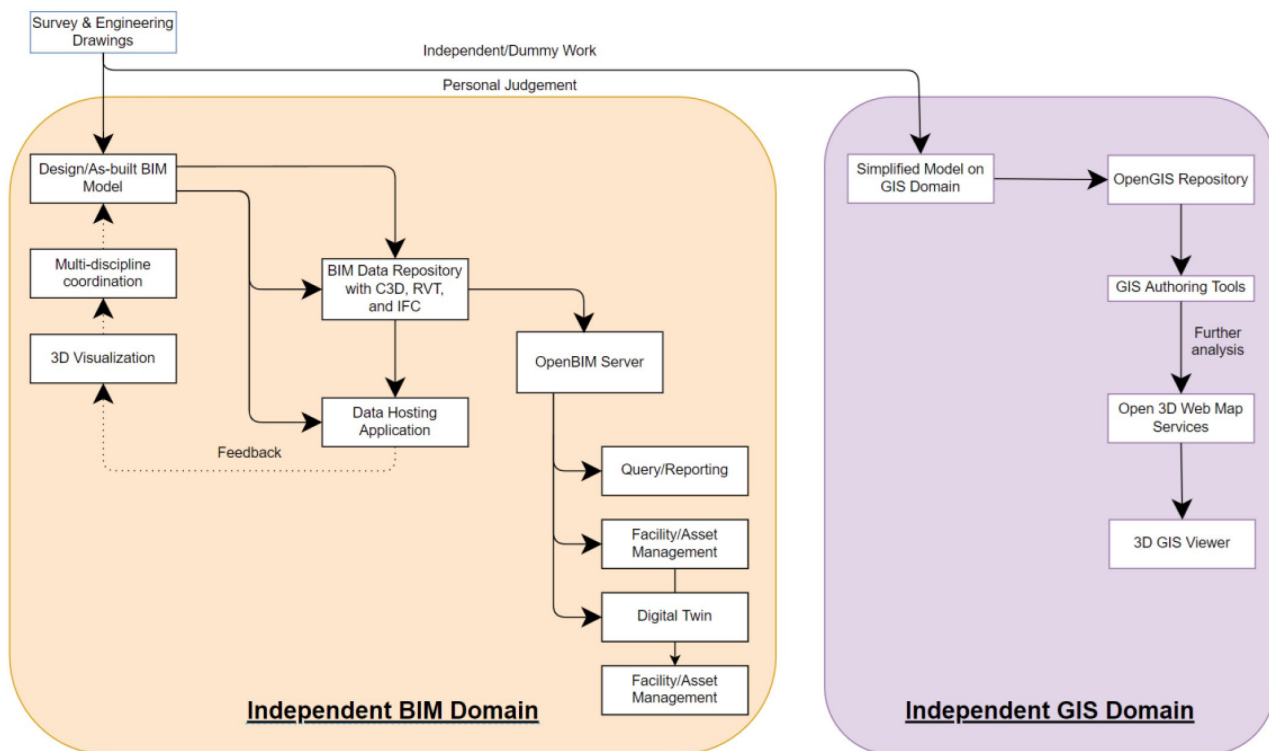 Survey & Engineering
Drawings
Independent/Dummy Work
Personal Judgement
Design/As-built BIM
Model
Multi-discipline
coordination
3D Visualization
BIM Data Repository
with C3D, RVT,
and IFC
Data Hosting
Application
Feedback
OpenBIM Server
Query/Reporting
Facility/Asset
Management
Digital Twin
Facility/Asset
Management
Independent BIM Domain
Simplified Model on
GIS Domain
OpenGIS Repository
GIS Authoring Tools
Further
analysis
Open 3D Web Map
Services
3D GIS Viewer
Independent GIS Domain